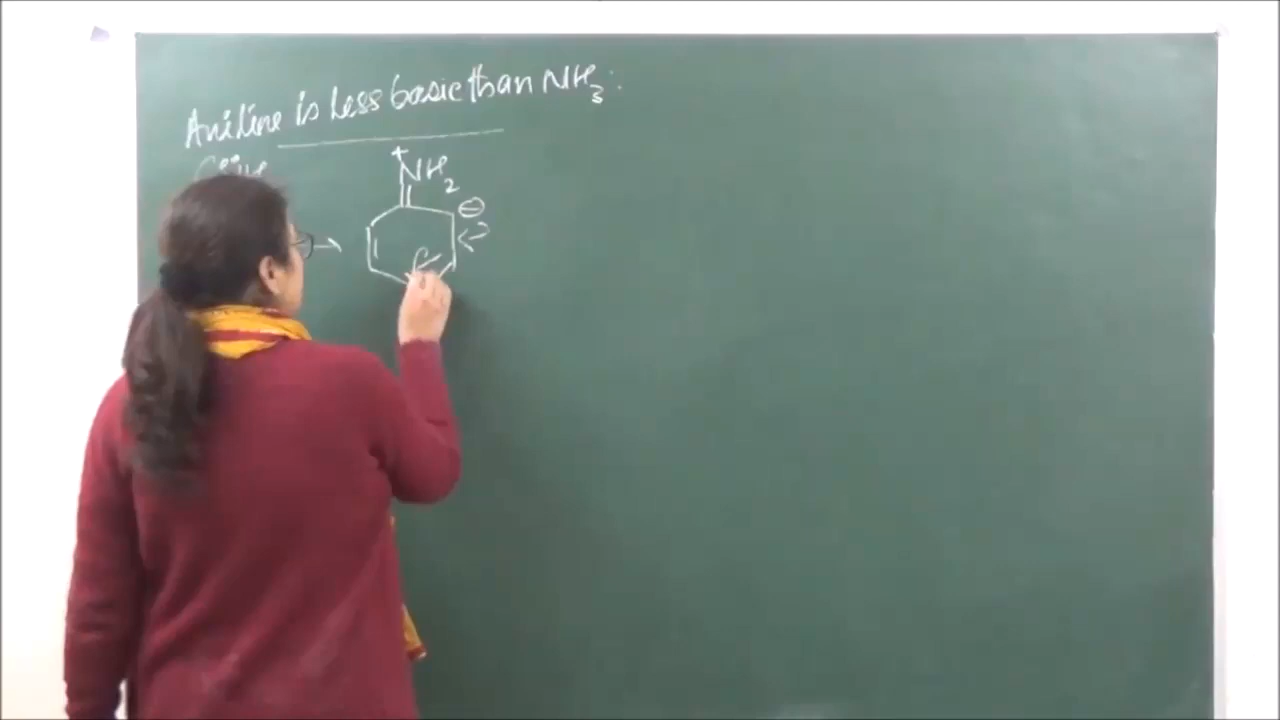 Aniline is less basic than NH3:
+
NH2
⊖